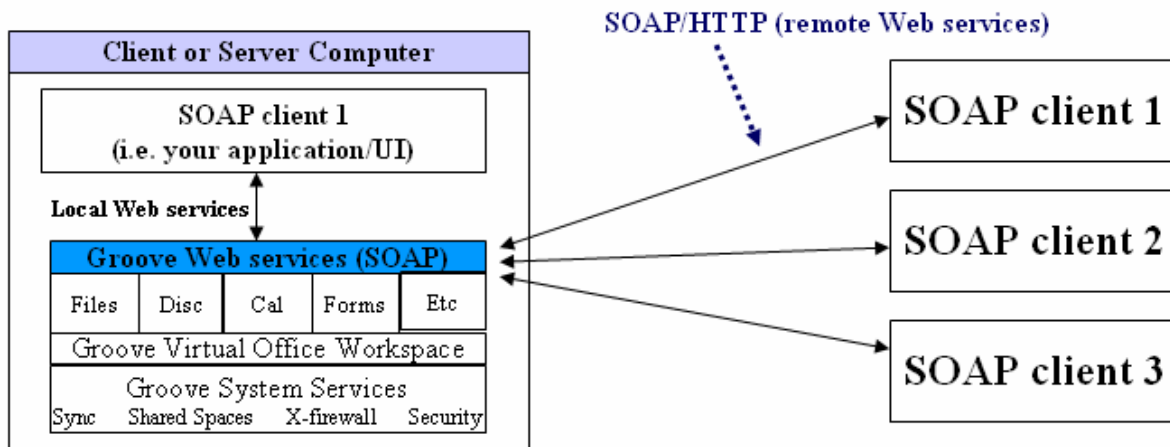 SOAP/HTTP (remote Web services)
Client or Server Computer
SOAP client 1
(i.e. your application/UI)
Local Web services
Groove Web services (SOAP)
Files Disc Cal Forms Etc
Groove Virtual Office Workspace
Groove System Services
Sync Shared Spaces X-firewall Security
SOAP client 1
SOAP client 2
SOAP client 3